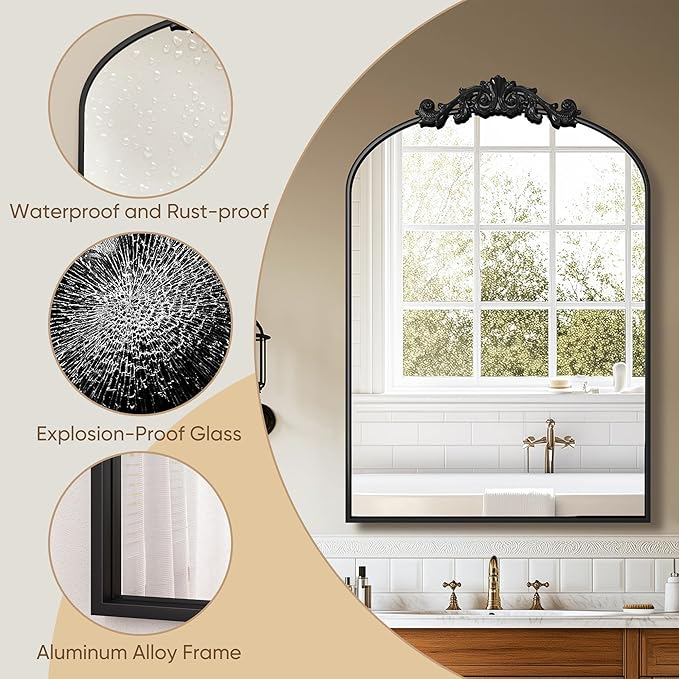 Waterproof and Rust-proof
Explosion-Proof Glass
Aluminum Alloy Frame